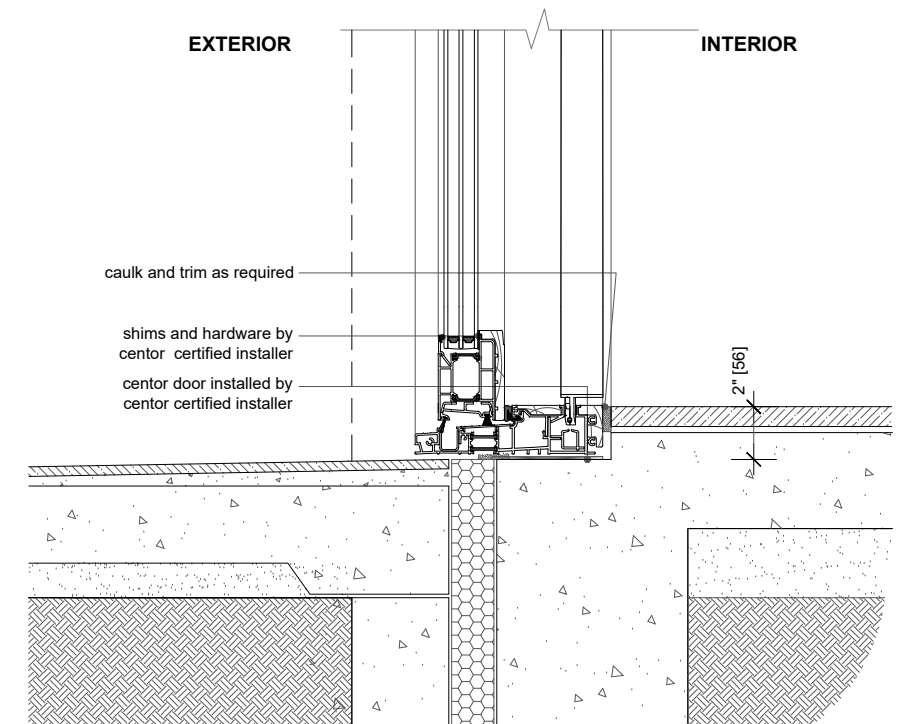 EXTERIOR
INTERIOR
caulk and trim as required
shims and hardware by
centor certified installer
centor door installed by
centor certified installer
2" [56]